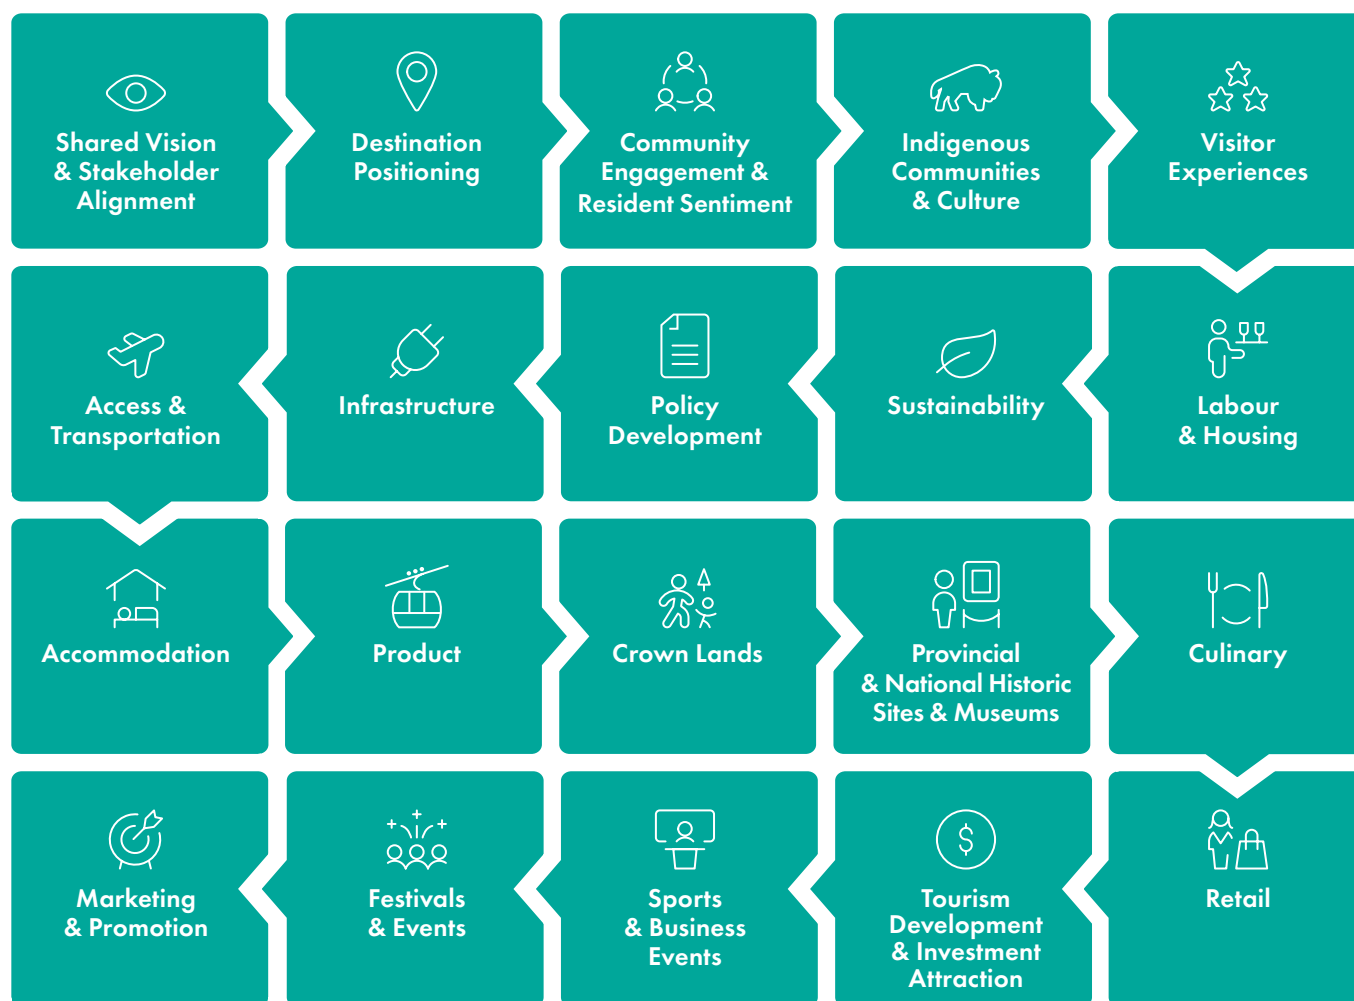 Shared Vision
& Stakeholder
Alignment
Destination
Positioning
Community
Engagement &
Resident Sentiment
Indigenous
Communities
& Culture
Visitor
Experiences
Access &
Transportation
Infrastructure
Policy
Development
Sustainability
Labour
& Housing
Accommodation
Product
Crown Lands
Provincial
& National Historic
Sites & Museums
Culinary
Marketing
& Promotion
Festivals
& Events
Sports
& Business
Events
Tourism
Development
& Investment
Attraction
Retail